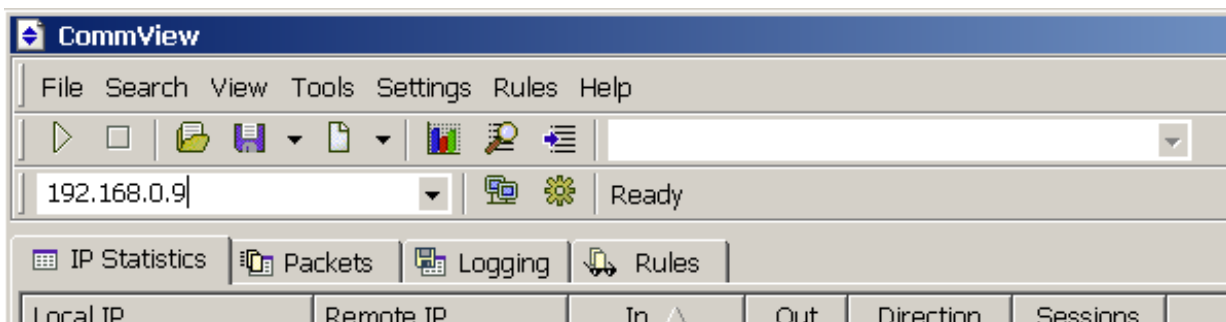 CommView
File Search View Tools Settings Rules Help
192.168.0.9 Ready
IP Statistics Packets Logging Rules
Local IP Remote IP In Out Direction Sessions